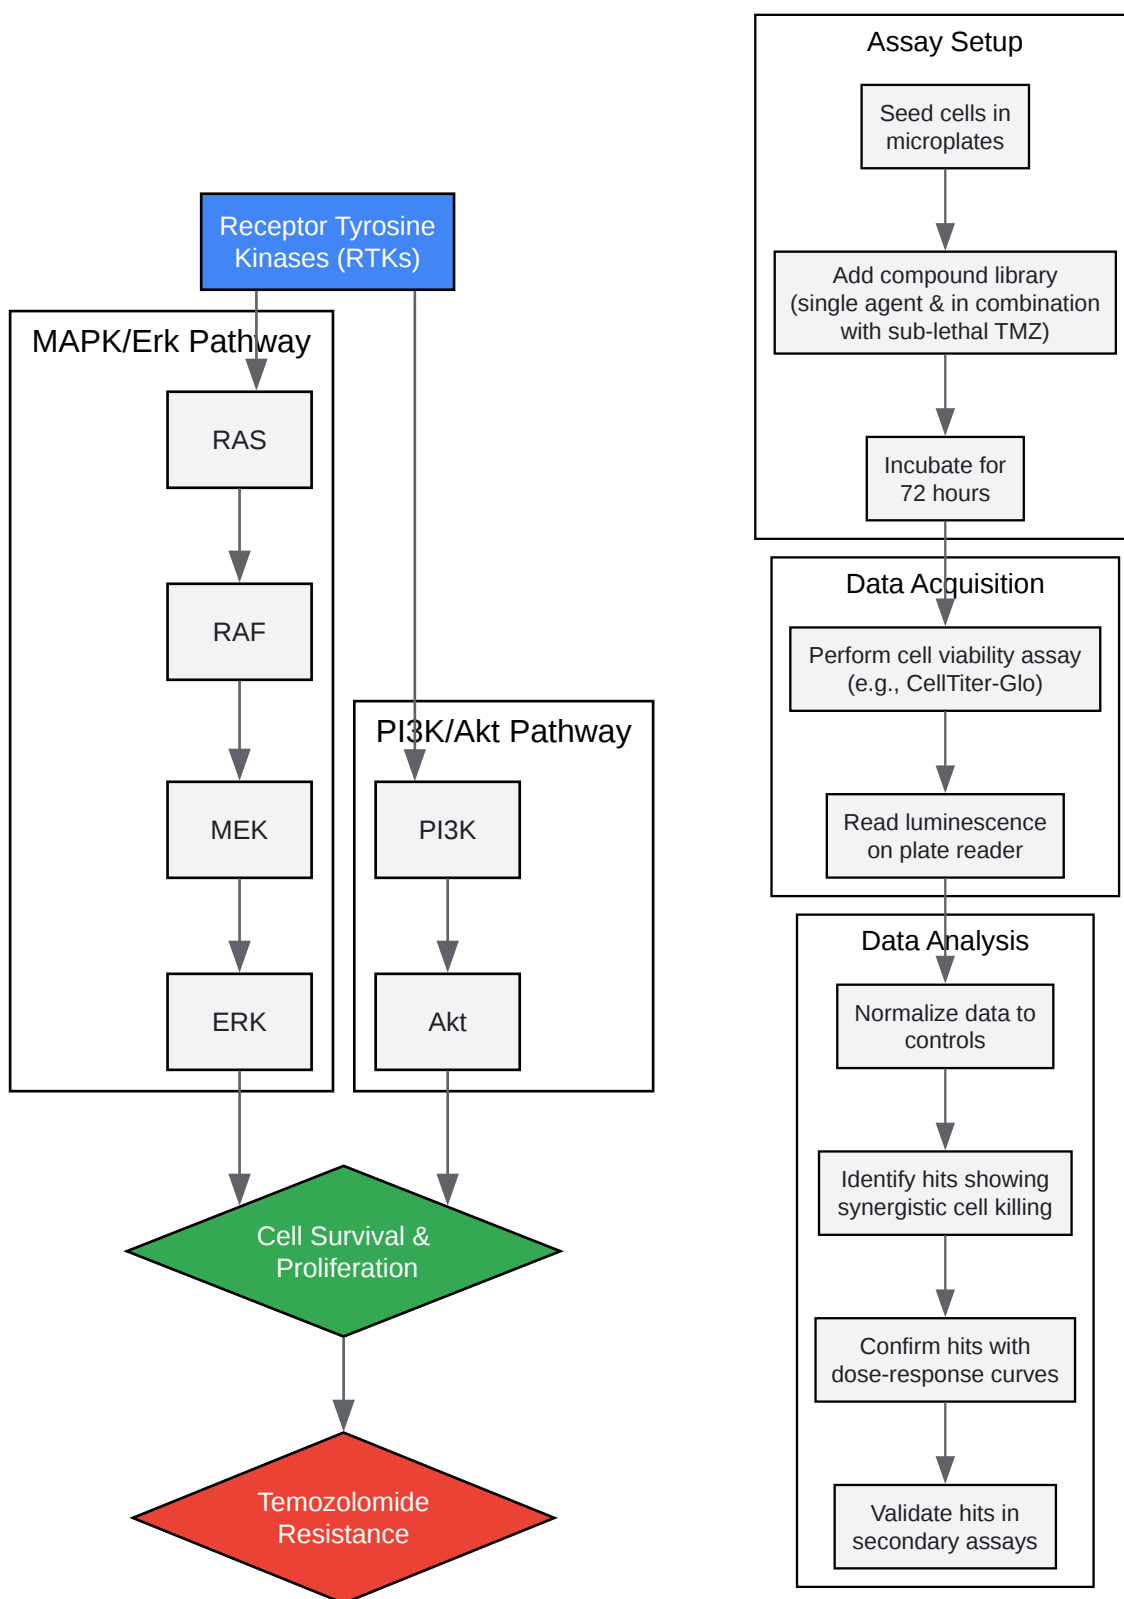 Receptor Tyrosine
Kinases (RTKs)
MAPK/Erk Pathway
RAS
RAF
MEK
ERK
PI3K/Akt Pathway
PI3K
Akt
Cell Survival &
Proliferation
Temozolomide
Resistance
Assay Setup
Seed cells in
microplates
Add compound library
(single agent & in combination
with sub-lethal TMZ)
Incubate for
72 hours
Data Acquisition
Perform cell viability assay
(e.g., CellTiter-Glo)
Read luminescence
on plate reader
Data Analysis
Normalize data to
controls
Identify hits showing
synergistic cell killing
Confirm hits with
dose-response curves
Validate hits in
secondary assays